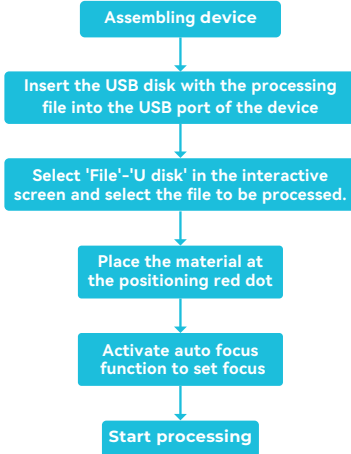 Assembling device
Insert the USB disk with the processing
file into the USB port of the device
Select 'File'-'U disk' in the interactive
screen and select the file to be processed.
Place the material at
the positioning red dot
Activate auto focus
function to set focus
Start processing